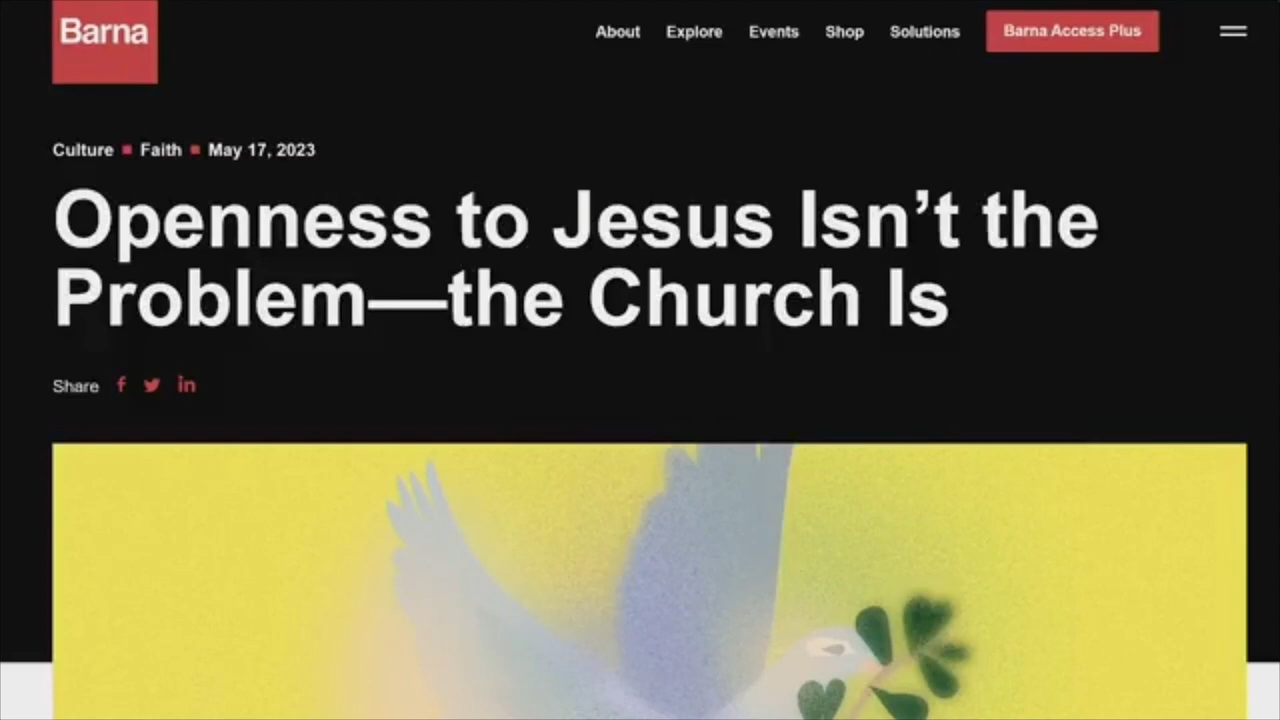 Barna
About Explore Events Shop Solutions Barna Access Plus
Culture Faith May 17, 2023
Openness to Jesus Isn’t the
Problem—the Church Is
Share